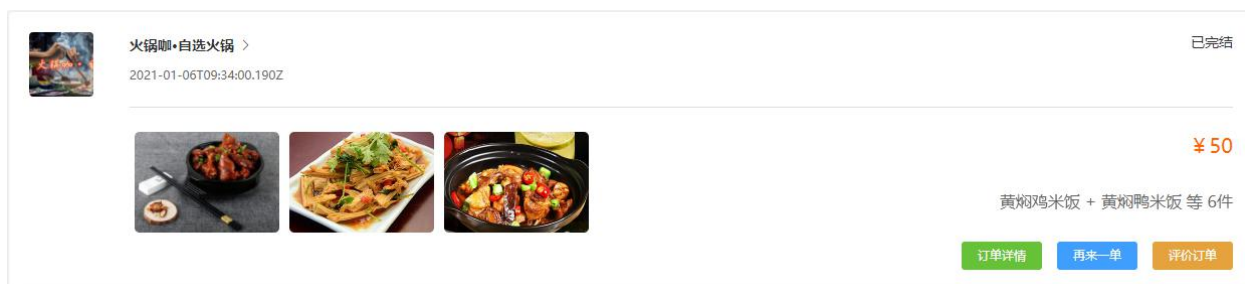 火锅咖•自选火锅 >
已完结
2021-01-06T09:34:00.190Z
¥50
黄焖鸡米饭 + 黄焖鸭米饭 等 6件
订单详情 再来一单 评价订单